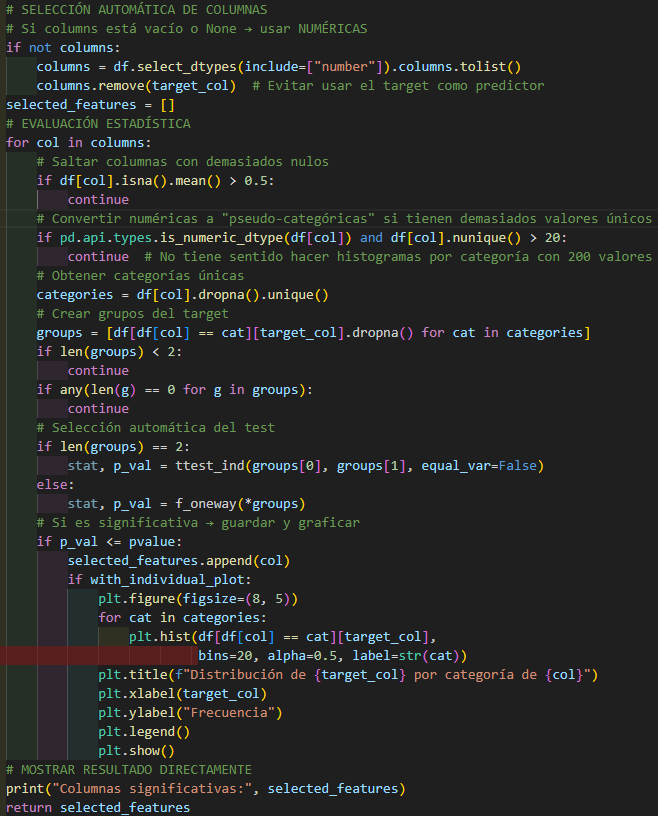 # SELECCIÓN AUTOMÁTICA DE COLUMNAS
# Si columns está vacío o None → usar NUMÉRICAS
if not columns:
    columns = df.select_dtypes(include=["number"]).columns.tolist()
    columns.remove(target_col)  # Evitar usar el target como predictor
selected_features = []
# EVALUACIÓN ESTADÍSTICA
for col in columns:
    # Saltar columnas con demasiados nulos
    if df[col].isna().mean() > 0.5:
        continue
    # Convertir numéricas a "pseudo-categóricas" si tienen demasiados valores únicos
    if pd.api.types.is_numeric_dtype(df[col]) and df[col].nunique() > 20:
        continue  # No tiene sentido hacer histogramas por categoría con 200 valores
    # Obtener categorías únicas
    categories = df[col].dropna().unique()
    # Crear grupos del target
    groups = [df[df[col] == cat][target_col].dropna() for cat in categories]
    if len(groups) < 2:
        continue
    if any(len(g) == 0 for g in groups):
        continue
    # Selección automática del test
    if len(groups) == 2:
        stat, p_val = ttest_ind(groups[0], groups[1], equal_var=False)
    else:
        stat, p_val = f_oneway(*groups)
    # Si es significativa → guardar y graficar
    if p_val <= pvalue:
        selected_features.append(col)
        if with_individual_plot:
            plt.figure(figsize=(8, 5))
            for cat in categories:
                plt.hist(df[df[col] == cat][target_col],
                         bins=20, alpha=0.5, label=str(cat))
            plt.title(f"Distribución de {target_col} por categoría de {col}")
            plt.xlabel(target_col)
            plt.ylabel("Frecuencia")
            plt.legend()
            plt.show()
# MOSTRAR RESULTADO DIRECTAMENTE
print("Columnas significativas:", selected_features)
return selected_features